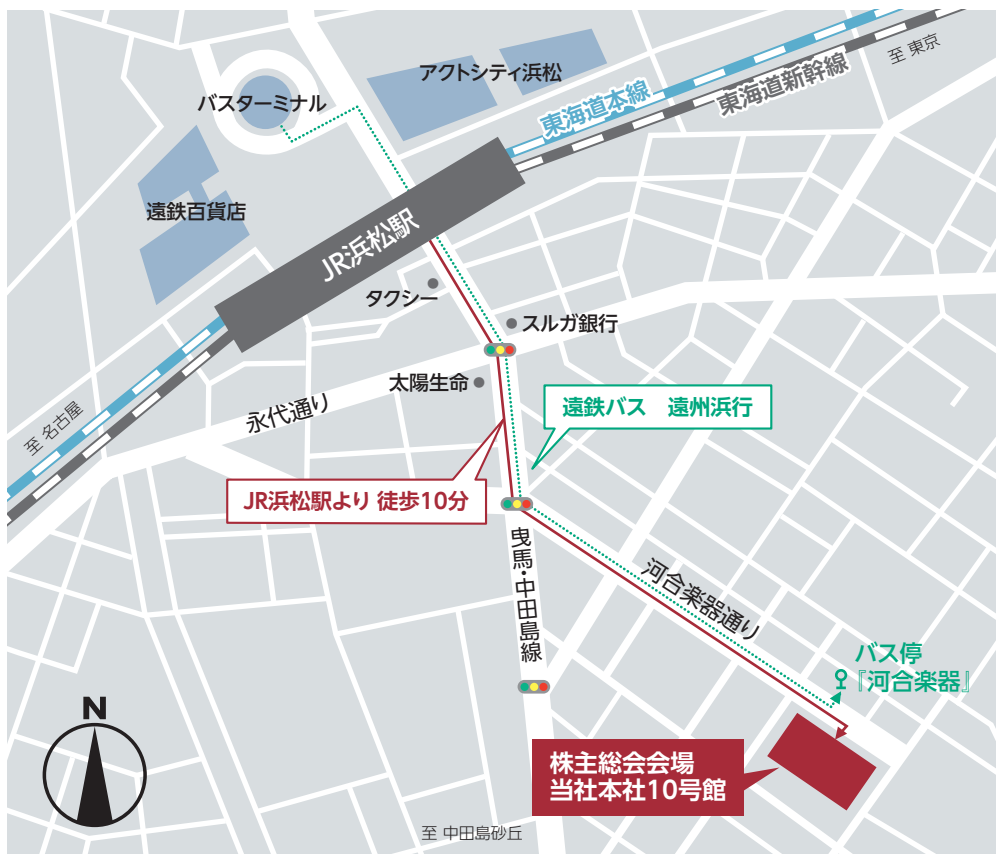 アクトシティ浜松
バスターミナル
東海道本線
東海道新幹線
至 東京
遠鉄百貨店
JR浜松駅
タクシー
スルガ銀行
太陽生命
永代通り
至 名古屋
遠鉄バス　遠州浜行
JR浜松駅より 徒歩10分
曳馬・中田島線
河合楽器通り
バス停
『河合楽器』
N
株主総会会場
当社本社10号館
至 中田島砂丘